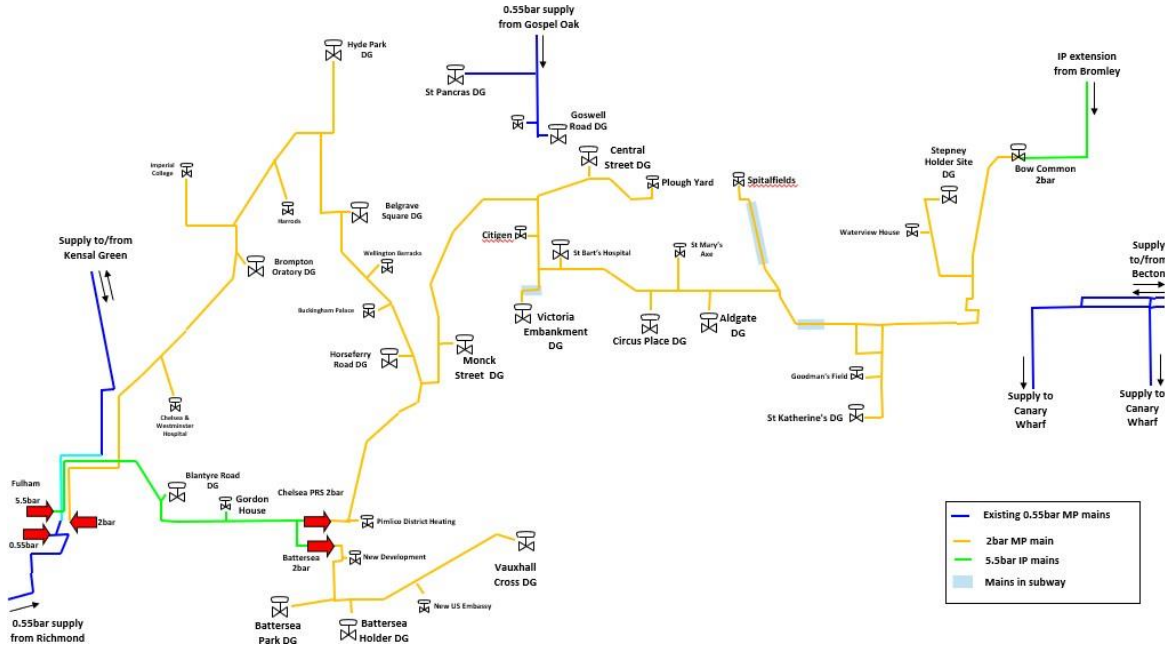 0.55bar supply
from Gospel Oak
Hyde Park
DG
IP extension
from Bromley
St Pancras DG
Goswell
Road DG
Central
Street DG
Stepney
Holder Site
DG
Bow Common
2bar
Imperial
College
Harrods
Plough Yard
Spitalfields
Belgrave
Square DG
Citigen
Waterview House
Supply to/from
Kensal Green
Brompton
Oratory DG
Wellington Berracks
St Bart's Hospital
St Mary's
Axe
Supply
to/from
Becton
Buckingham Palace
Victoria
Embankment
DG
Circus Place DG
Aldgate
DG
Horseferry
Road DG
Monck
Street DG
Goodman's Field
Supply to
Canary
Wharf
Supply to
Canary
Wharf
Chelsea &
Westminster
Hospital
St Katherine's DG
Fulham
5.5bar
Blantyre Road
DG
Gordon
House
Chelsea PRS 2bar
2bar
0.55bar
Pimlico District Heating
Battersea
2bar
New Development
Vauxhall
Cross DG
New US Embassy
Battersea
Park DG
Battersea
Holder DG
0.55bar supply
from Richmond
Existing 0.55bar MP mains
2bar MP main
5.5bar IP mains
Mains in subway